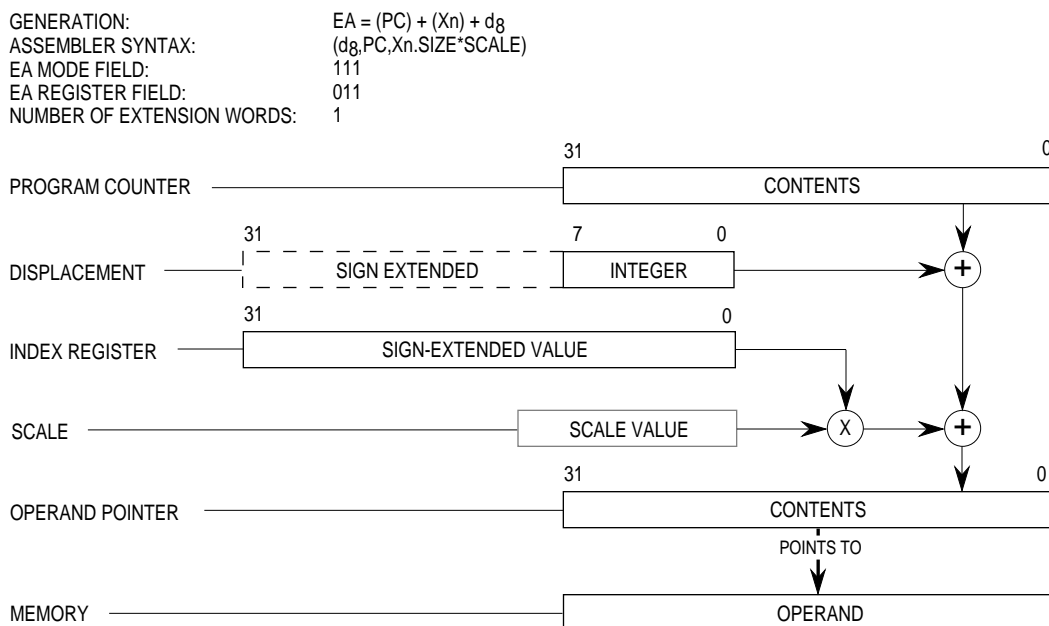 GENERATION: EA = (PC) + (Xn) + d8
ASSEMBLER SYNTAX: (d8,PC,Xn.SIZE*SCALE)
EA MODE FIELD: 111
EA REGISTER FIELD: 011
NUMBER OF EXTENSION WORDS: 1
31 0
PROGRAM COUNTER CONTENTS
31 7 0
DISPLACEMENT SIGN EXTENDED INTEGER +
31 0
INDEX REGISTER SIGN-EXTENDED VALUE
SCALE SCALE VALUE X +
31 0
OPERAND POINTER CONTENTS
POINTS TO
MEMORY OPERAND